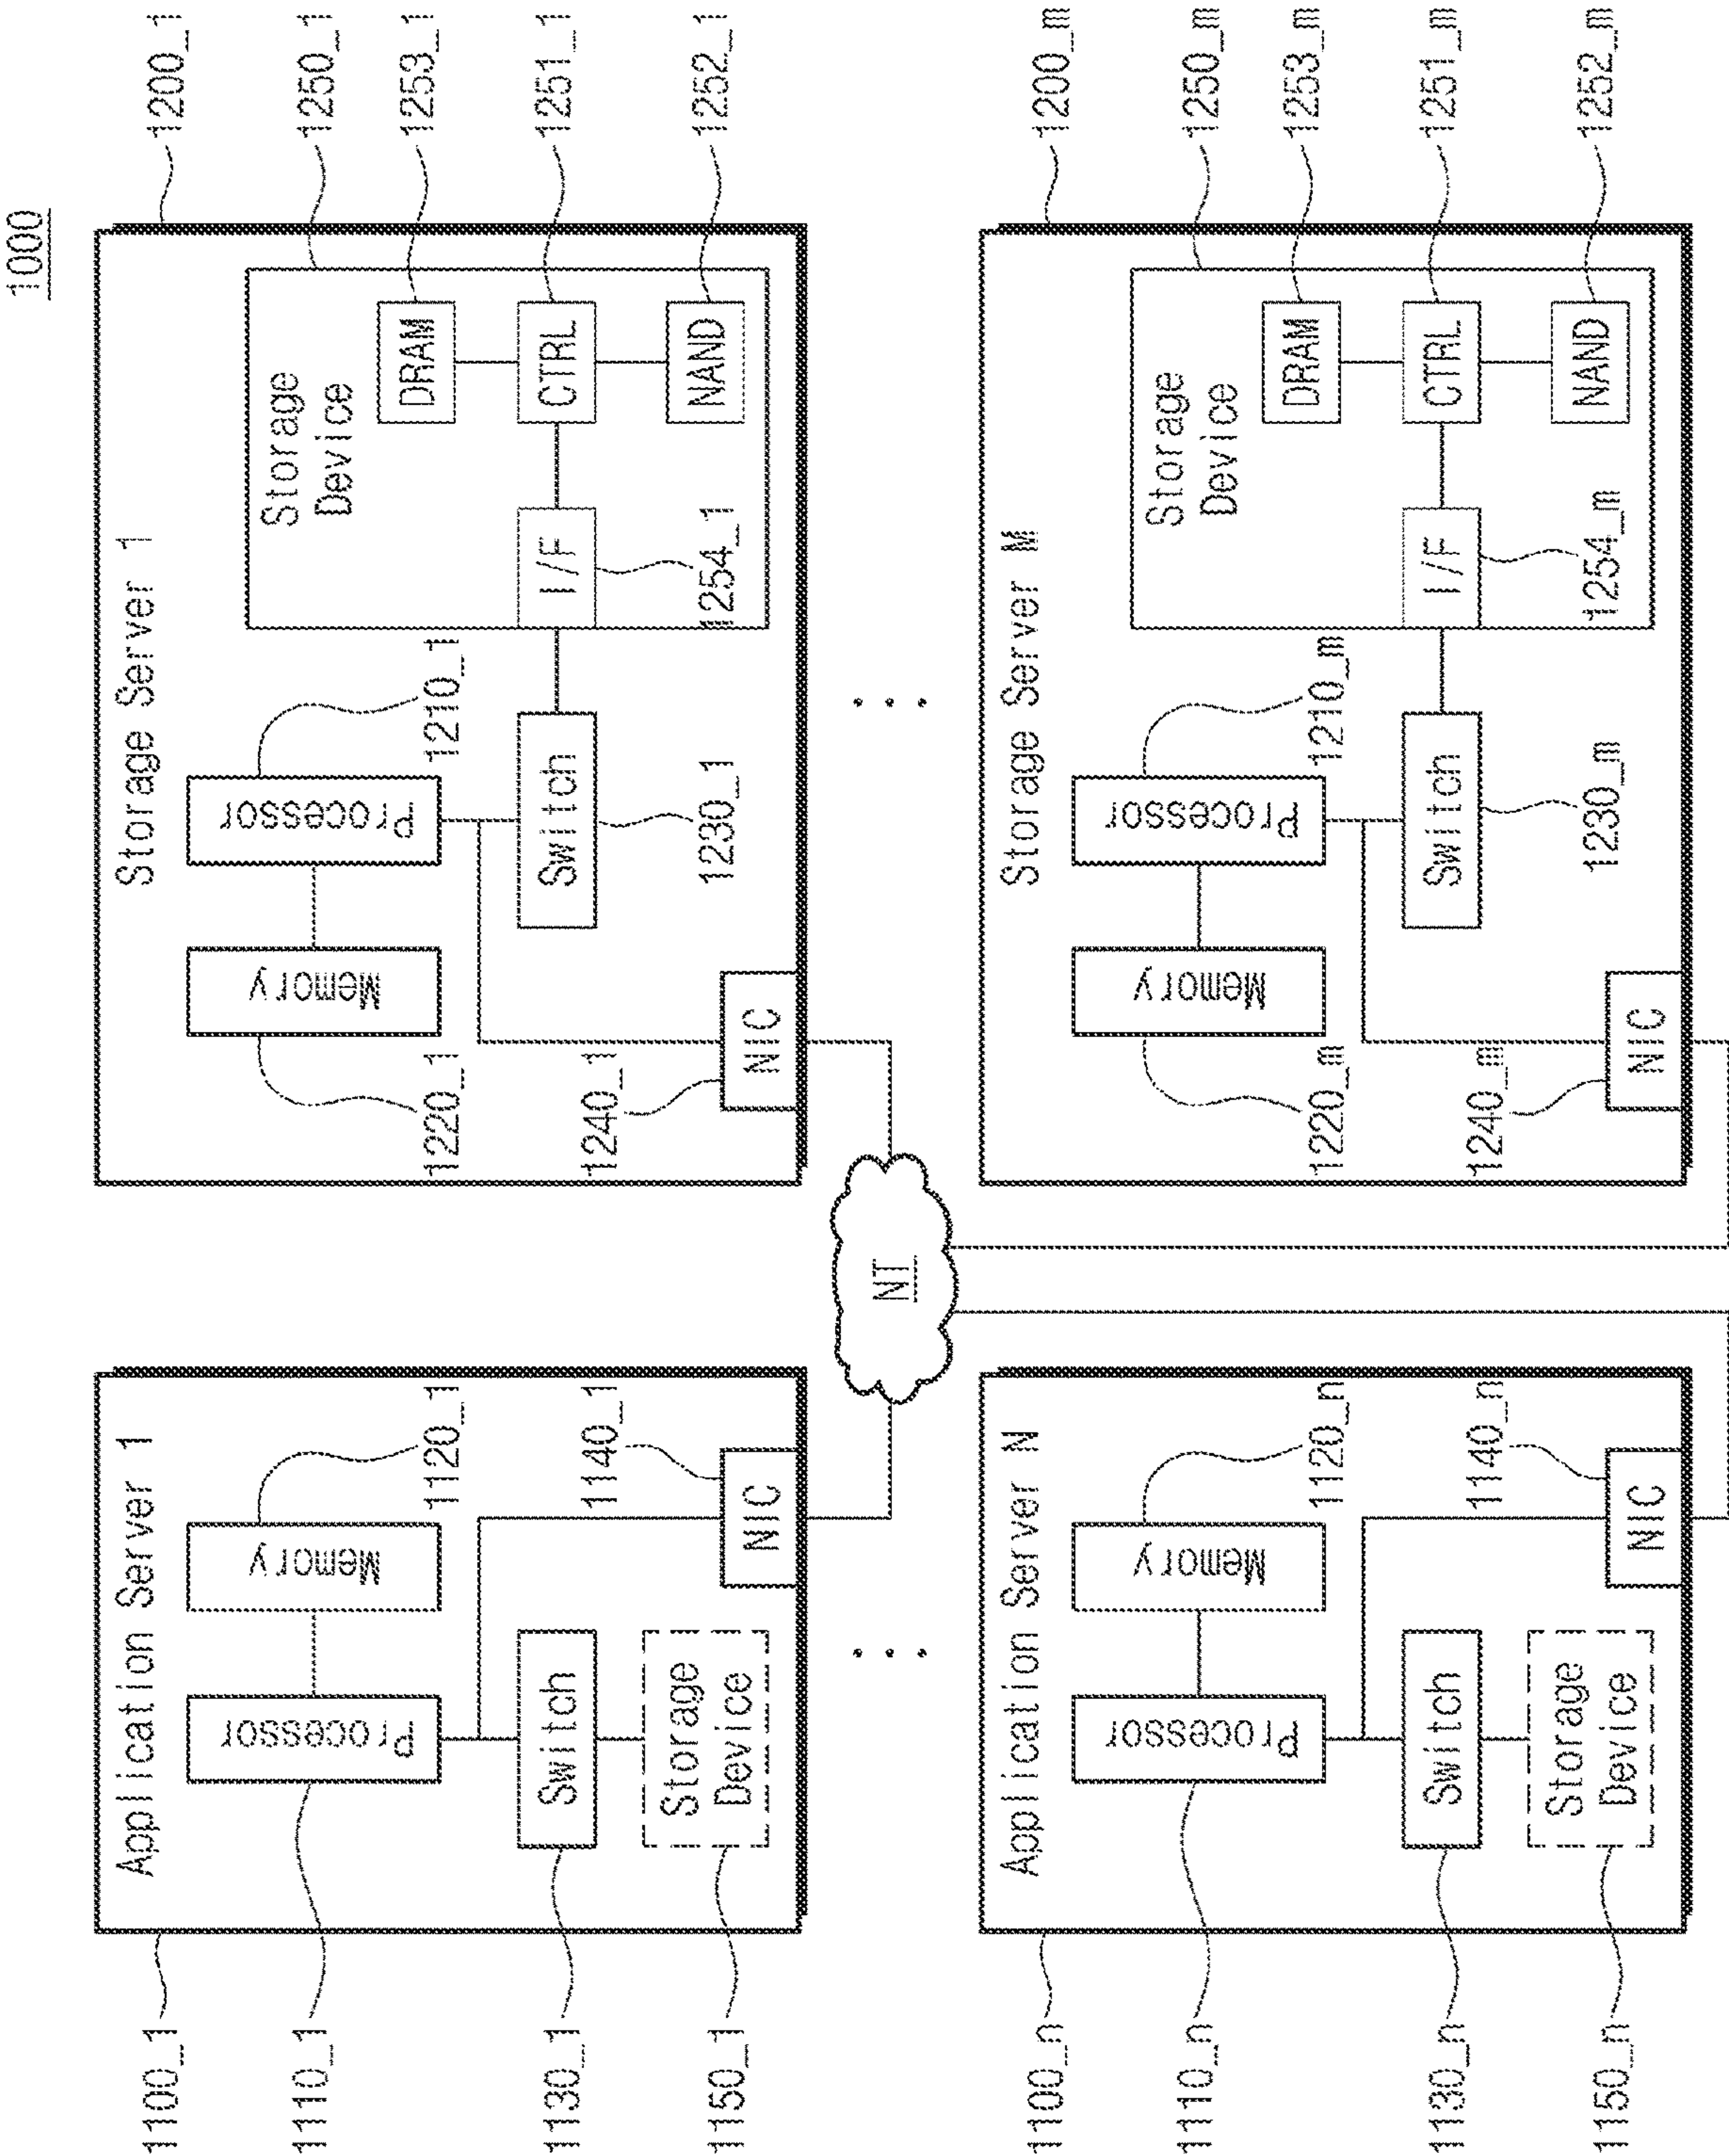 1000
Application Server 1
Storage Server 1
1100_1
1110_1
1130_1
1150_1
Processor
Memory
1120_1
Switch
Storage
Device
1140_1
NIC
1220_1
Memory
Processor
1210_1
1240_1
NIC
Switch
1230_1
Storage
Device
I/F
1254_1
DRAM
CTRL
NAND
1200_1
1250_1
1253_1
1251_1
1252_1
NT
. . .
. . .
Application Server N
Storage Server M
1100_n
1110_n
1130_n
1150_n
Processor
Memory
1120_n
Switch
Storage
Device
1140_n
NIC
1220_m
Memory
Processor
1210_m
1240_m
NIC
Switch
1230_m
Storage
Device
I/F
1254_m
DRAM
CTRL
NAND
1200_m
1250_m
1253_m
1251_m
1252_m